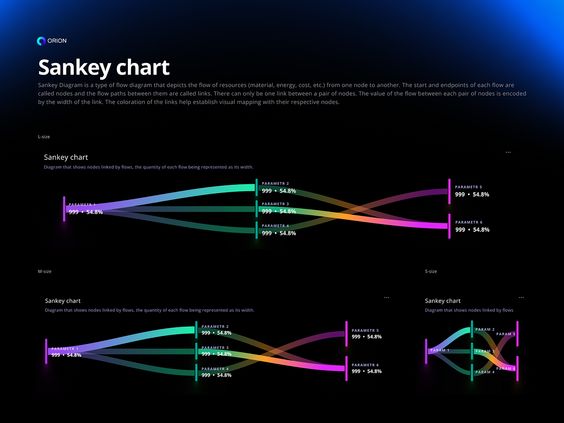 ORION
Sankey chart
Sankey Diagram is a type of flow diagram that depicts the flow of resources (material, energy, cost, etc.) from one node to another. The start and endpoints of each flow are
called nodes and the flow paths between them are called links. There can only be one link between a pair of nodes. The value of the flow between each pair of nodes is encoded
by the width of the link. The coloration of the links help establish visual mapping with their respective nodes.
L-size
Sankey chart
Diagram that shows nodes linked by flows, the quantity of each flow being represented as its width.
PARAMETR 1
999 • 54.8%
PARAMETR 2
999 • 54.8%
PARAMETR 3
999 • 54.8%
PARAMETR 4
999 • 54.8%
PARAMETR 5
999 • 54.8%
PARAMETR 6
999 • 54.8%
M-size
Sankey chart
Diagram that shows nodes linked by flows, the quantity of each flow being represented as its width.
PARAMETR 1
999 • 54.8%
PARAMETR 2
999 • 54.8%
PARAMETR 3
999 • 54.8%
PARAMETR 4
999 • 54.8%
PARAMETR 5
999 • 54.8%
PARAMETR 6
999 • 54.8%
S-size
Sankey chart
Diagram that shows nodes linked by flows
PARAM 1
PARAM 2
PARAM 3
PARAM 4
PARAM 5
PARAM 6